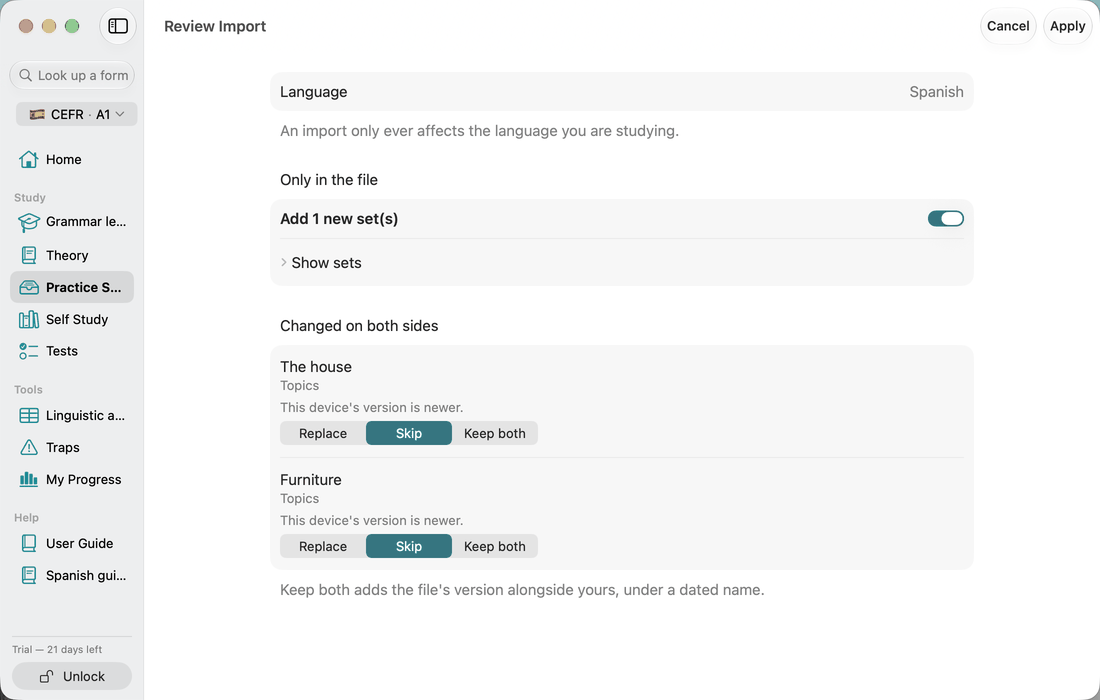 Review Import
Cancel
Apply
Look up a form
CEFR · A1
Home
Study
Grammar le...
Theory
Practice S...
Self Study
Tests
Tools
Linguistic a...
Traps
My Progress
Help
User Guide
Spanish gui...
Trial — 21 days left
Unlock
Language
Spanish
An import only ever affects the language you are studying.
Only in the file
Add 1 new set(s)
Show sets
Changed on both sides
The house
Topics
This device's version is newer.
Replace
Skip
Keep both
Furniture
Topics
This device's version is newer.
Replace
Skip
Keep both
Keep both adds the file's version alongside yours, under a dated name.